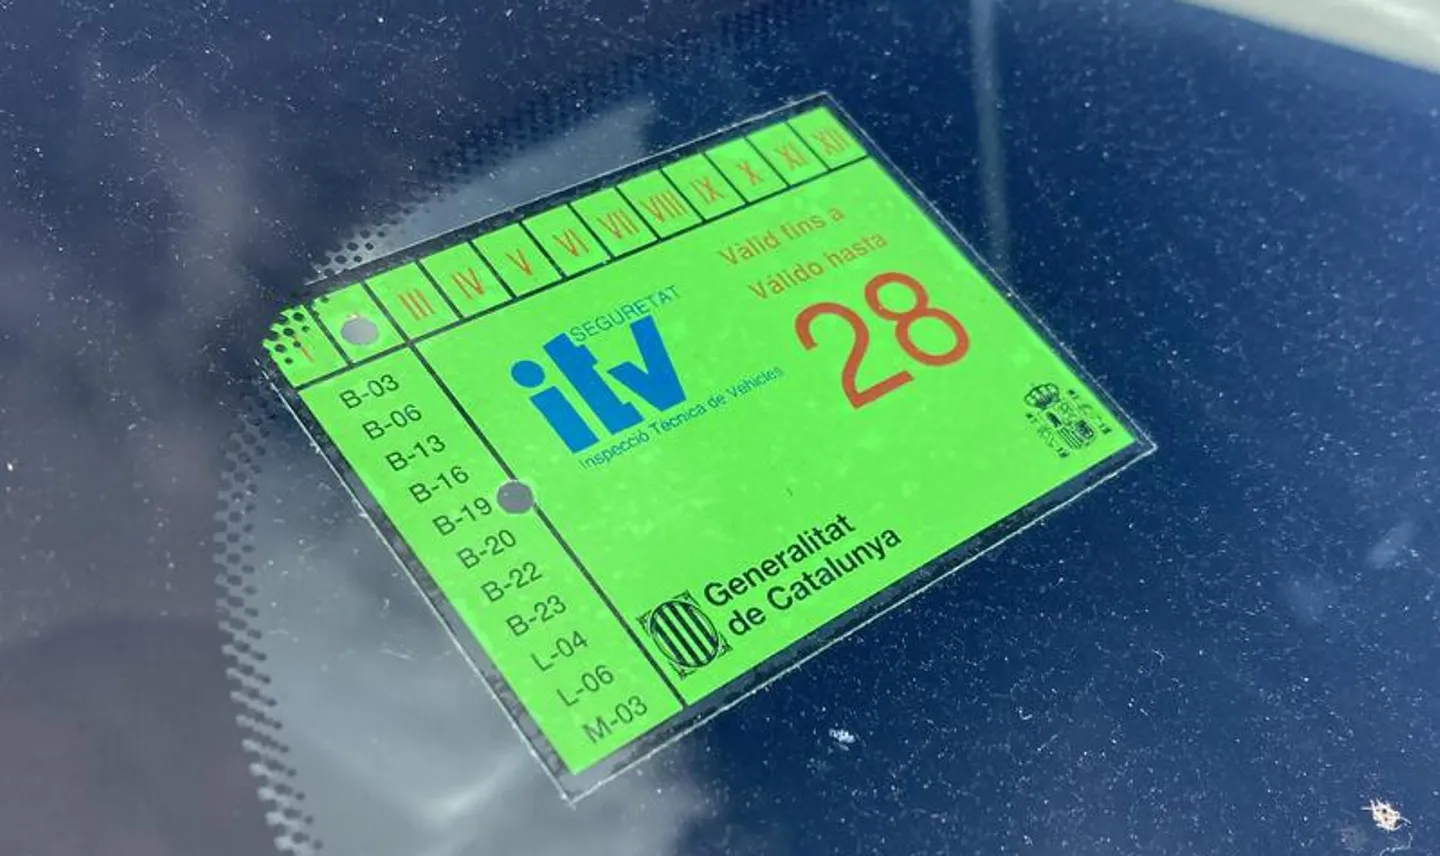 I III IV V VI VII VIII IX X XI XII
Vàlid fins a
Válido hasta
28
SEGURETAT
itv
Inspecció Tècnica de Vehicles
B-03
B-06
B-13
B-16
B-19
B-20
B-22
B-23
L-04
L-06
M-03
Generalitat
de Catalunya